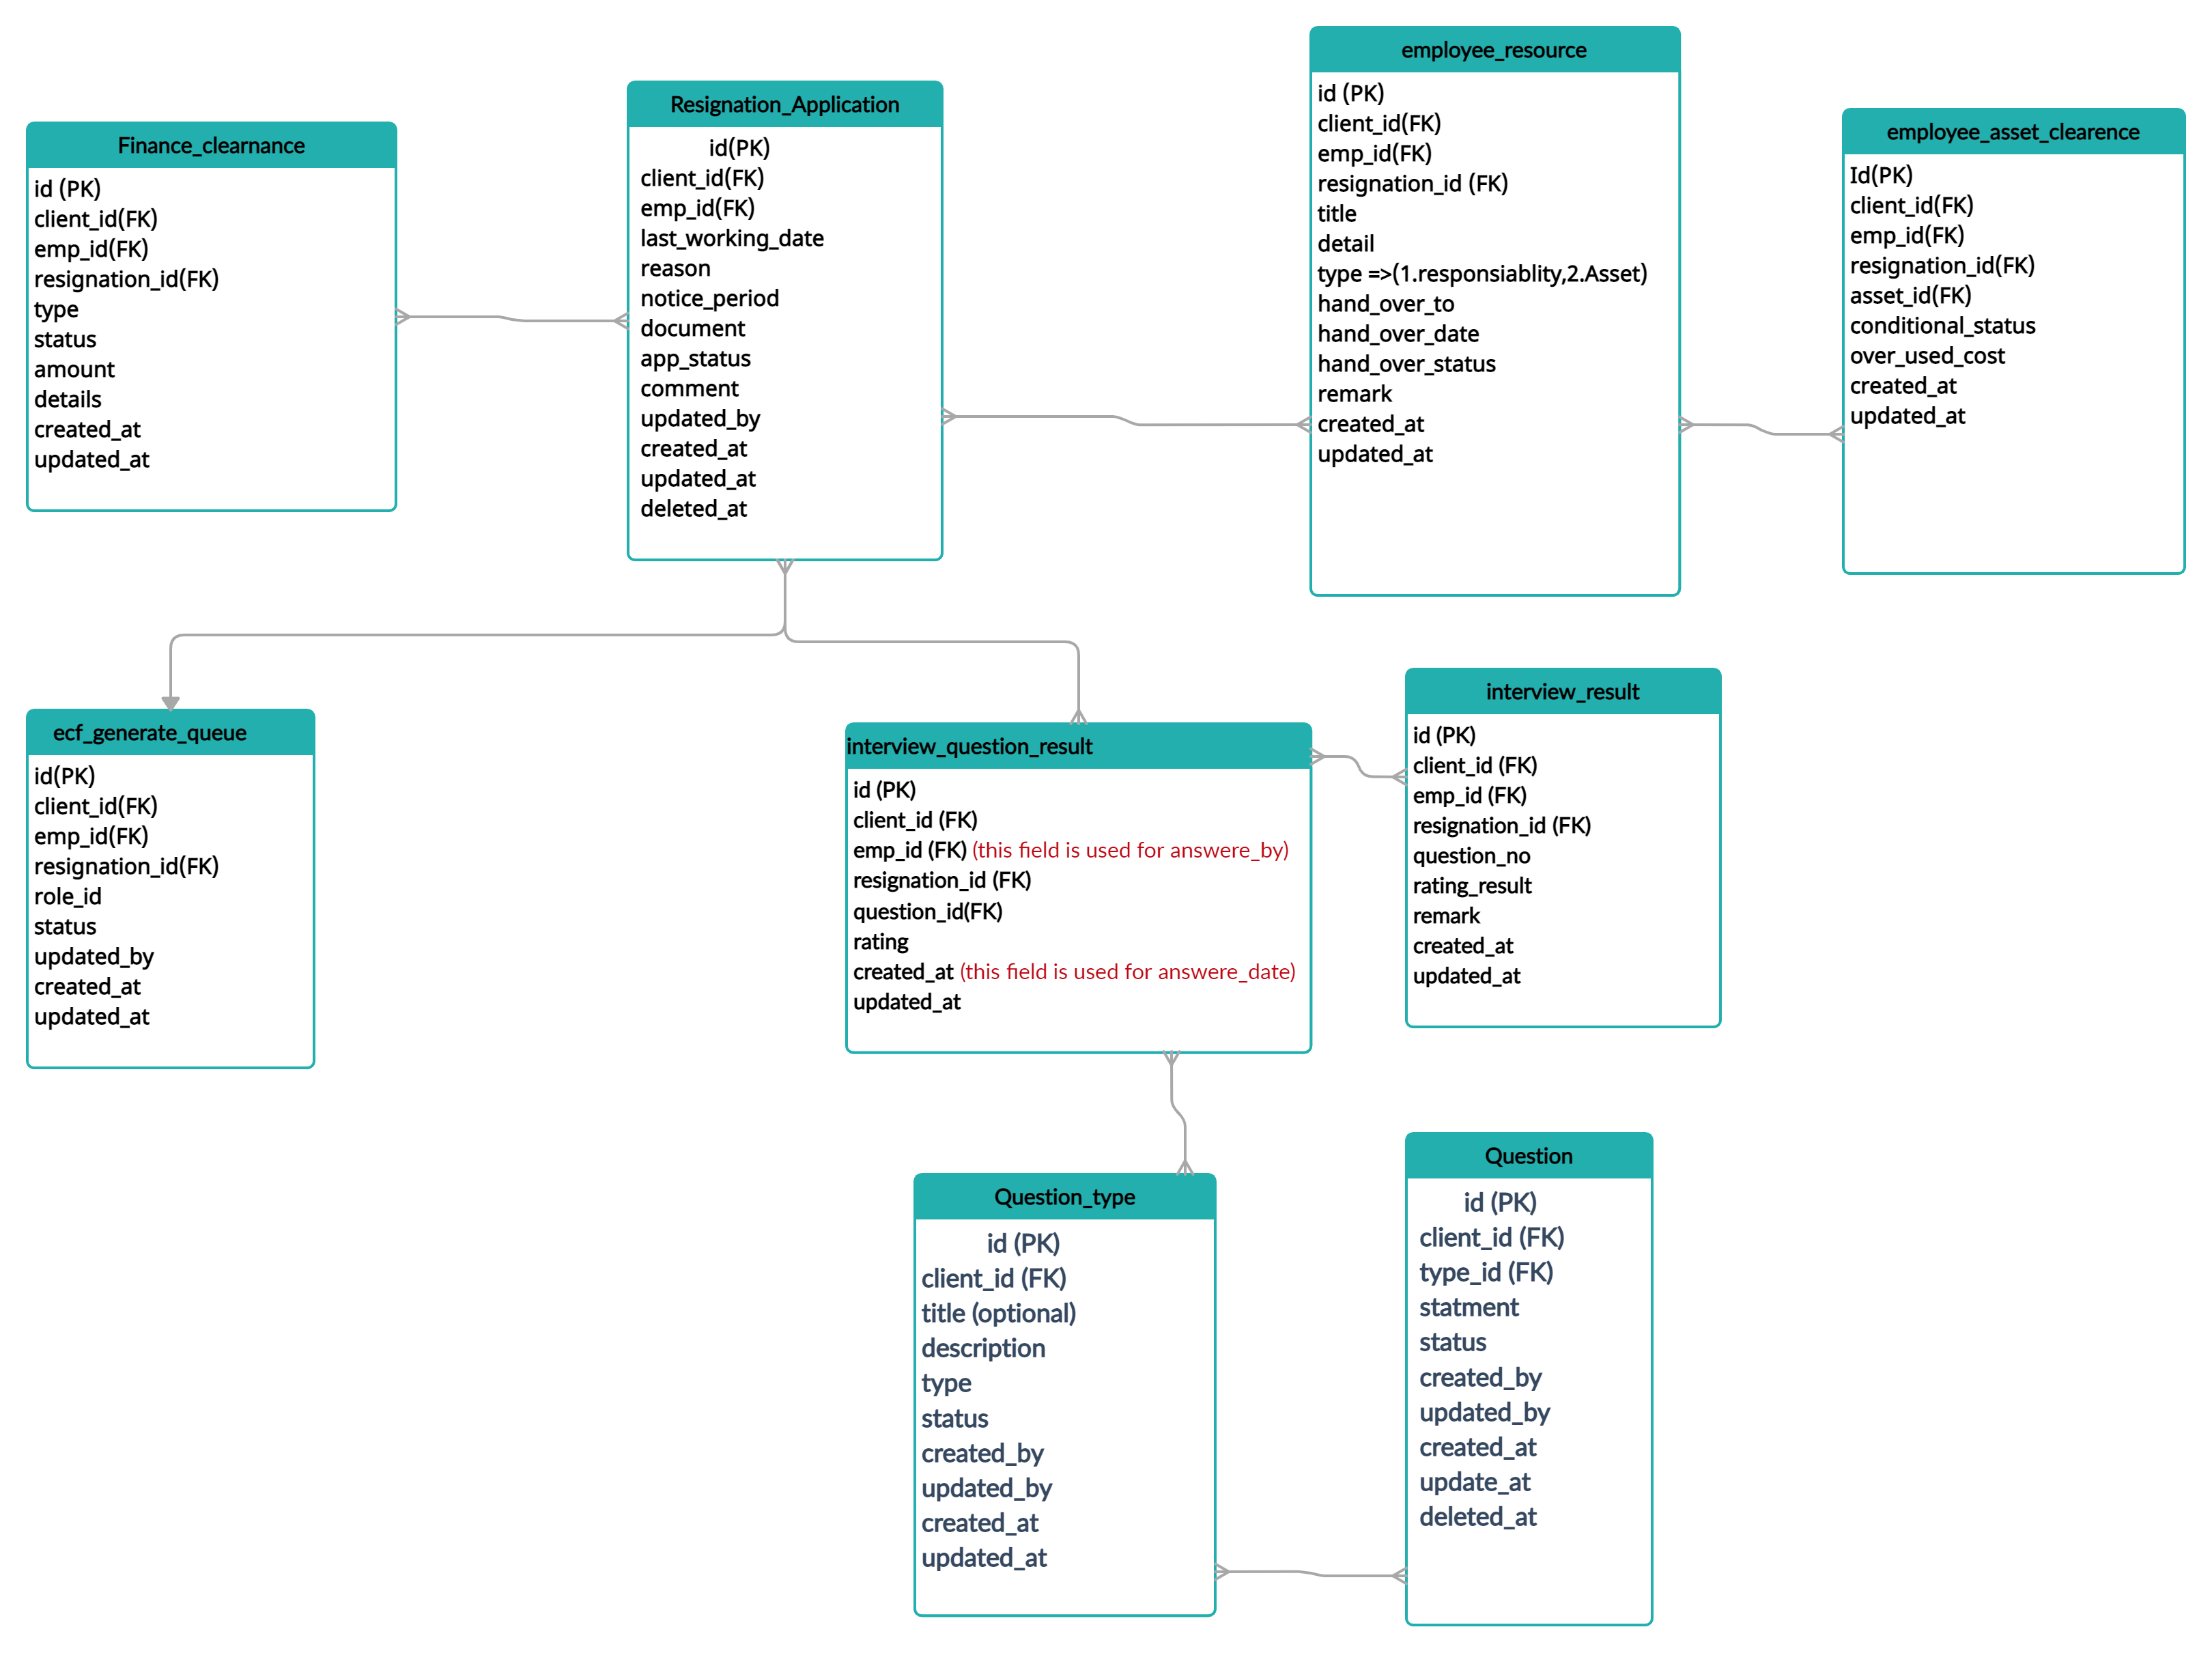 Finance_clearnance
id (PK)
client_id(FK)
emp_id(FK)
resignation_id(FK)
type
status
amount
details
created_at
updated_at
Resignation_Application
id(PK)
client_id(FK)
emp_id(FK)
last_working_date
reason
notice_period
document
app_status
comment
updated_by
created_at
updated_at
deleted_at
employee_resource
id (PK)
client_id(FK)
emp_id(FK)
resignation_id (FK)
title
detail
type =>(1.responsiablity,2.Asset)
hand_over_to
hand_over_date
hand_over_status
remark
created_at
updated_at
employee_asset_clearence
Id(PK)
client_id(FK)
emp_id(FK)
resignation_id(FK)
asset_id(FK)
conditional_status
over_used_cost
created_at
updated_at
ecf_generate_queue
id(PK)
client_id(FK)
emp_id(FK)
resignation_id(FK)
role_id
status
updated_by
created_at
updated_at
interview_question_result
id (PK)
client_id (FK)
emp_id (FK) (this field is used for answere_by)
resignation_id (FK)
question_id(FK)
rating
created_at (this field is used for answere_date)
updated_at
interview_result
id (PK)
client_id (FK)
emp_id (FK)
resignation_id (FK)
question_no
rating_result
remark
created_at
updated_at
Question_type
id (PK)
client_id (FK)
title (optional)
description
type
status
created_by
updated_by
created_at
updated_at
Question
id (PK)
client_id (FK)
type_id (FK)
statment
status
created_by
updated_by
created_at
update_at
deleted_at